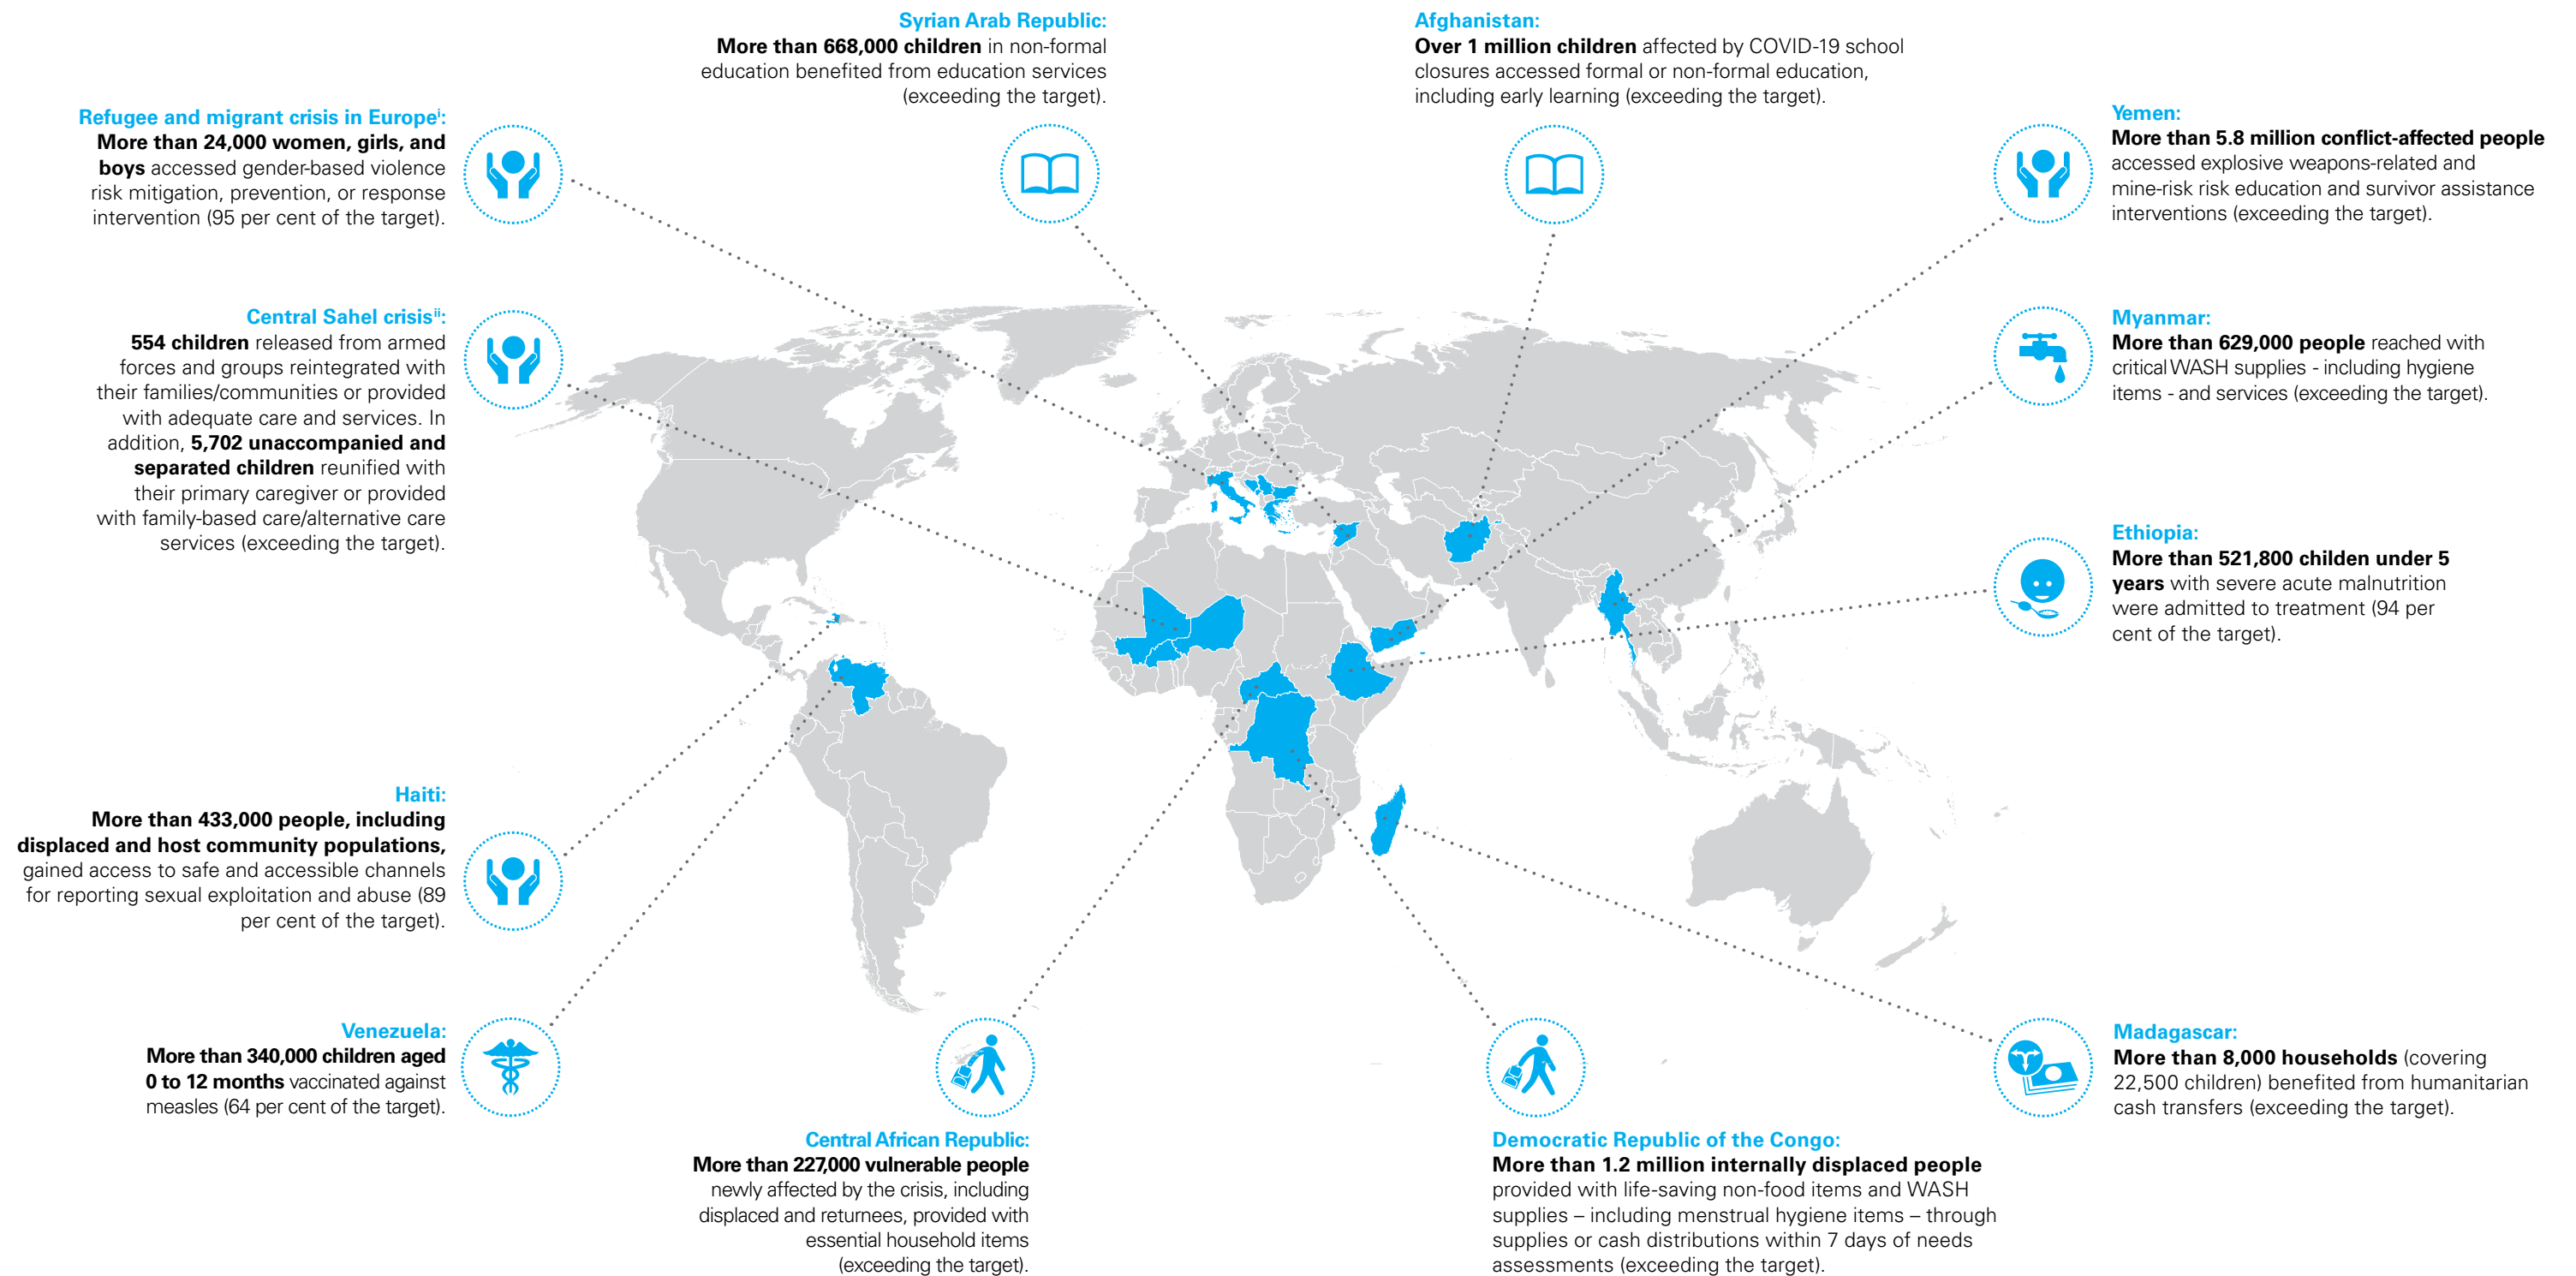 Syrian Arab Republic:
More than 668,000 children in non-formal
education benefited from education services
(exceeding the target).
Afghanistan:
Over 1 million children affected by COVID-19 school
closures accessed formal or non-formal education,
including early learning (exceeding the target).
Refugee and migrant crisis in Europeⁱ:
More than 24,000 women, girls, and
boys accessed gender-based violence
risk mitigation, prevention, or response
intervention (95 per cent of the target).
Yemen:
More than 5.8 million conflict-affected people
accessed explosive weapons-related and
mine-risk risk education and survivor assistance
interventions (exceeding the target).
Central Sahel crisisⁱⁱ:
554 children released from armed
forces and groups reintegrated with
their families/communities or provided
with adequate care and services. In
addition, 5,702 unaccompanied and
separated children reunified with
their primary caregiver or provided
with family-based care/alternative care
services (exceeding the target).
Myanmar:
More than 629,000 people reached with
critical WASH supplies - including hygiene
items - and services (exceeding the target).
Ethiopia:
More than 521,800 childen under 5
years with severe acute malnutrition
were admitted to treatment (94 per
cent of the target).
Haiti:
More than 433,000 people, including
displaced and host community populations,
gained access to safe and accessible channels
for reporting sexual exploitation and abuse (89
per cent of the target).
Venezuela:
More than 340,000 children aged
0 to 12 months vaccinated against
measles (64 per cent of the target).
Madagascar:
More than 8,000 households (covering
22,500 children) benefited from humanitarian
cash transfers (exceeding the target).
Central African Republic:
More than 227,000 vulnerable people
newly affected by the crisis, including
displaced and returnees, provided with
essential household items
(exceeding the target).
Democratic Republic of the Congo:
More than 1.2 million internally displaced people
provided with life-saving non-food items and WASH
supplies – including menstrual hygiene items – through
supplies or cash distributions within 7 days of needs
assessments (exceeding the target).